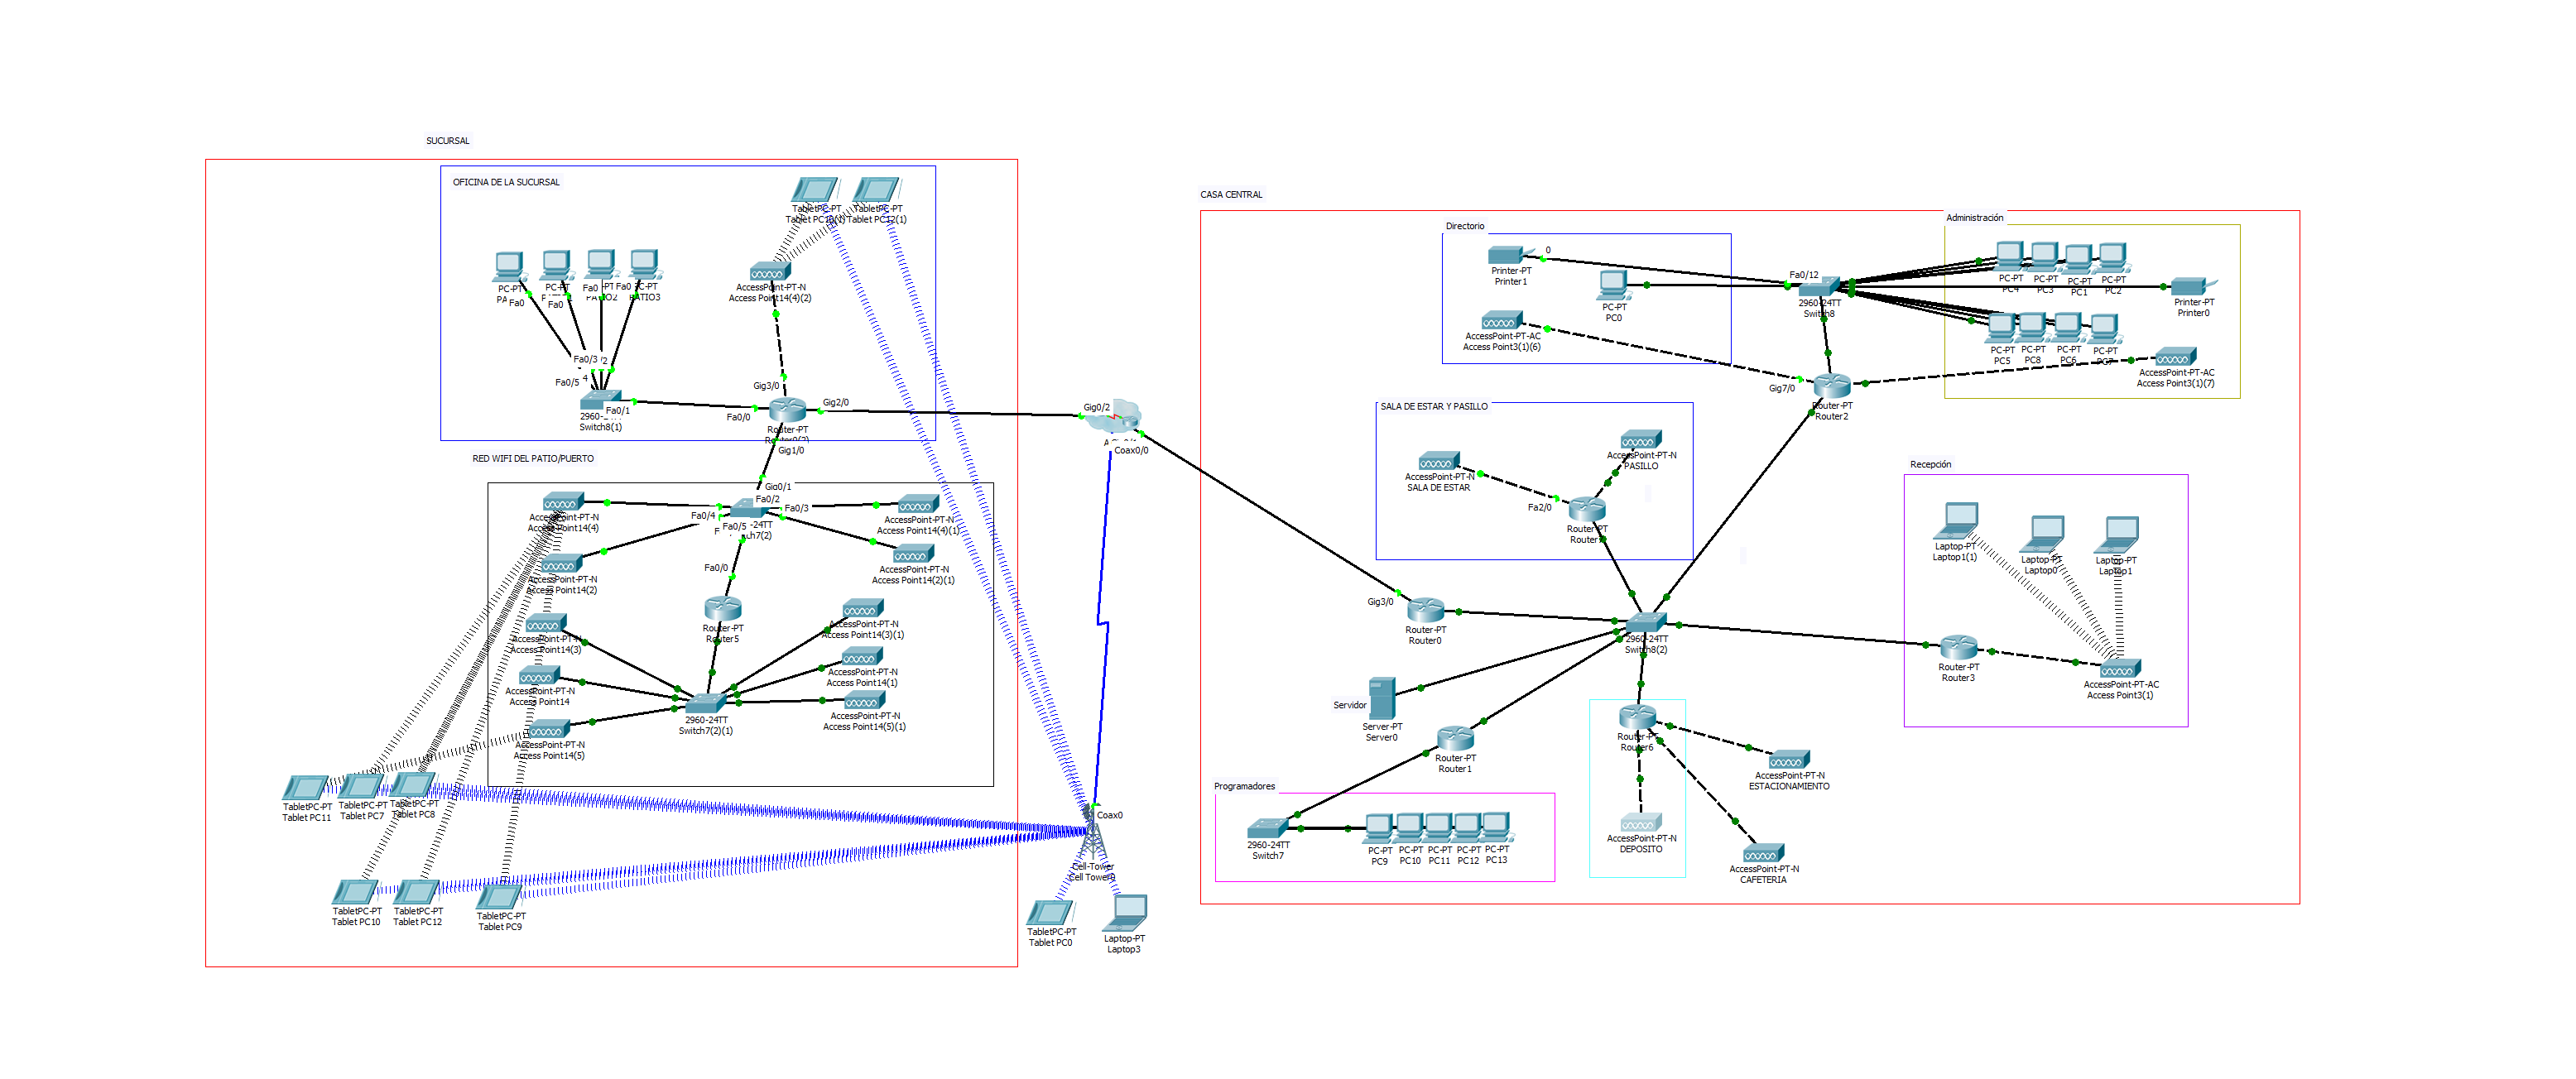 SUCURSAL
OFICINA DE LA SUCURSAL
TabletPC-PT
TabletPC-PT
Tablet PC12(1)
PC-PT
PC-PT
Fa0
Fa0
Fa0
Fa0
PC-PT
PATIO3
AccessPoint-PT-N
Access Point14(4)(2)
Fa0/3
Fa0/5
4
Fa0/1
Switch8(1)
Gig3/0
Fa0/0
Gig2/0
Router-PT
Gig1/0
Gig0/2
Coax0/0
RED WIFI DEL PATIO/PUERTO
Gig0/1
Fa0/2
Fa0/3
Fa0/4
Fa0/5
-24TT
AccessPoint-PT-N
Access Point14(4)
AccessPoint-PT-N
Access Point14(4)(1)
AccessPoint-PT-N
Access Point14(2)
AccessPoint-PT-N
Access Point14(2)(1)
Fa0/0
Router-PT
Router5
AccessPoint-PT-N
Access Point14(3)
AccessPoint-PT-N
Access Point14(3)(1)
AccessPoint-PT-N
Access Point14
AccessPoint-PT-N
Access Point14(1)
AccessPoint-PT-N
Access Point14(5)
AccessPoint-PT-N
Access Point14(5)(1)
2960-24TT
Switch7(2)(1)
TabletPC-PT
Tablet PC11
TabletPC-PT
Tablet PC7
TabletPC-PT
Tablet PC8
TabletPC-PT
Tablet PC10
TabletPC-PT
Tablet PC12
TabletPC-PT
Tablet PC9
Coax0
Cell-Tower
Cell Tower0
TabletPC-PT
Tablet PC0
Laptop-PT
Laptop3
CASA CENTRAL
Directorio
0
Printer-PT
Printer1
PC-PT
PC0
AccessPoint-PT-AC
Access Point3(1)(6)
Fa0/12
2960-24TT
Switch8
Administración
PC-PT
PC4
PC-PT
PC3
PC-PT
PC1
PC-PT
PC2
Printer-PT
Printer0
PC-PT
PC5
PC-PT
PC8
PC-PT
PC6
PC-PT
PC7
AccessPoint-PT-AC
Access Point3(1)(7)
Gig7/0
Router-PT
Router2
SALA DE ESTAR Y PASILLO
AccessPoint-PT-N
PASILLO
AccessPoint-PT-N
SALA DE ESTAR
Fa2/0
Router-PT
Recepción
Laptop-PT
Laptop1(1)
Laptop-PT
Laptop0
Laptop-PT
Laptop1
Gig3/0
Router-PT
Router0
2960-24TT
Switch8(2)
Router-PT
Router3
AccessPoint-PT-AC
Access Point3(1)
Servidor
Server-PT
Server0
Router-PT
Router1
Router-PT
Router6
AccessPoint-PT-N
ESTACIONAMIENTO
AccessPoint-PT-N
DEPOSITO
AccessPoint-PT-N
CAFETERIA
Programadores
2960-24TT
Switch7
PC-PT
PC9
PC-PT
PC10
PC-PT
PC11
PC-PT
PC12
PC-PT
PC13